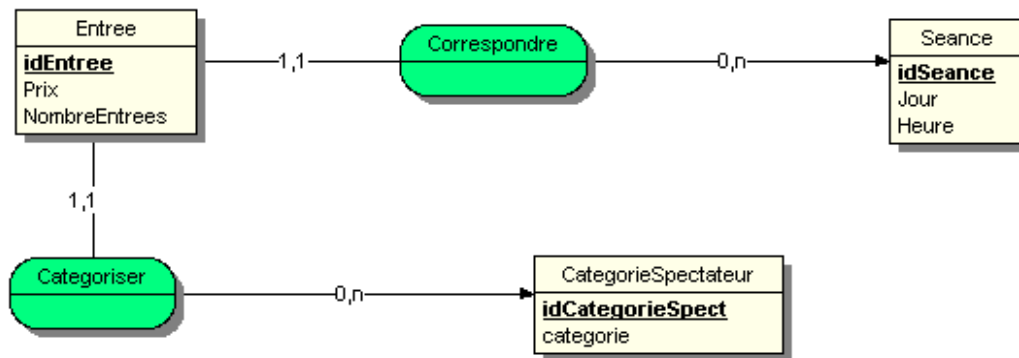 Entree
idEntree
Prix
NombreEntrees
1,1
Correspondre
0,n
Seance
idSeance
Jour
Heure
1,1
Categoriser
0,n
CategorieSpectateur
idCategorieSpect
categorie